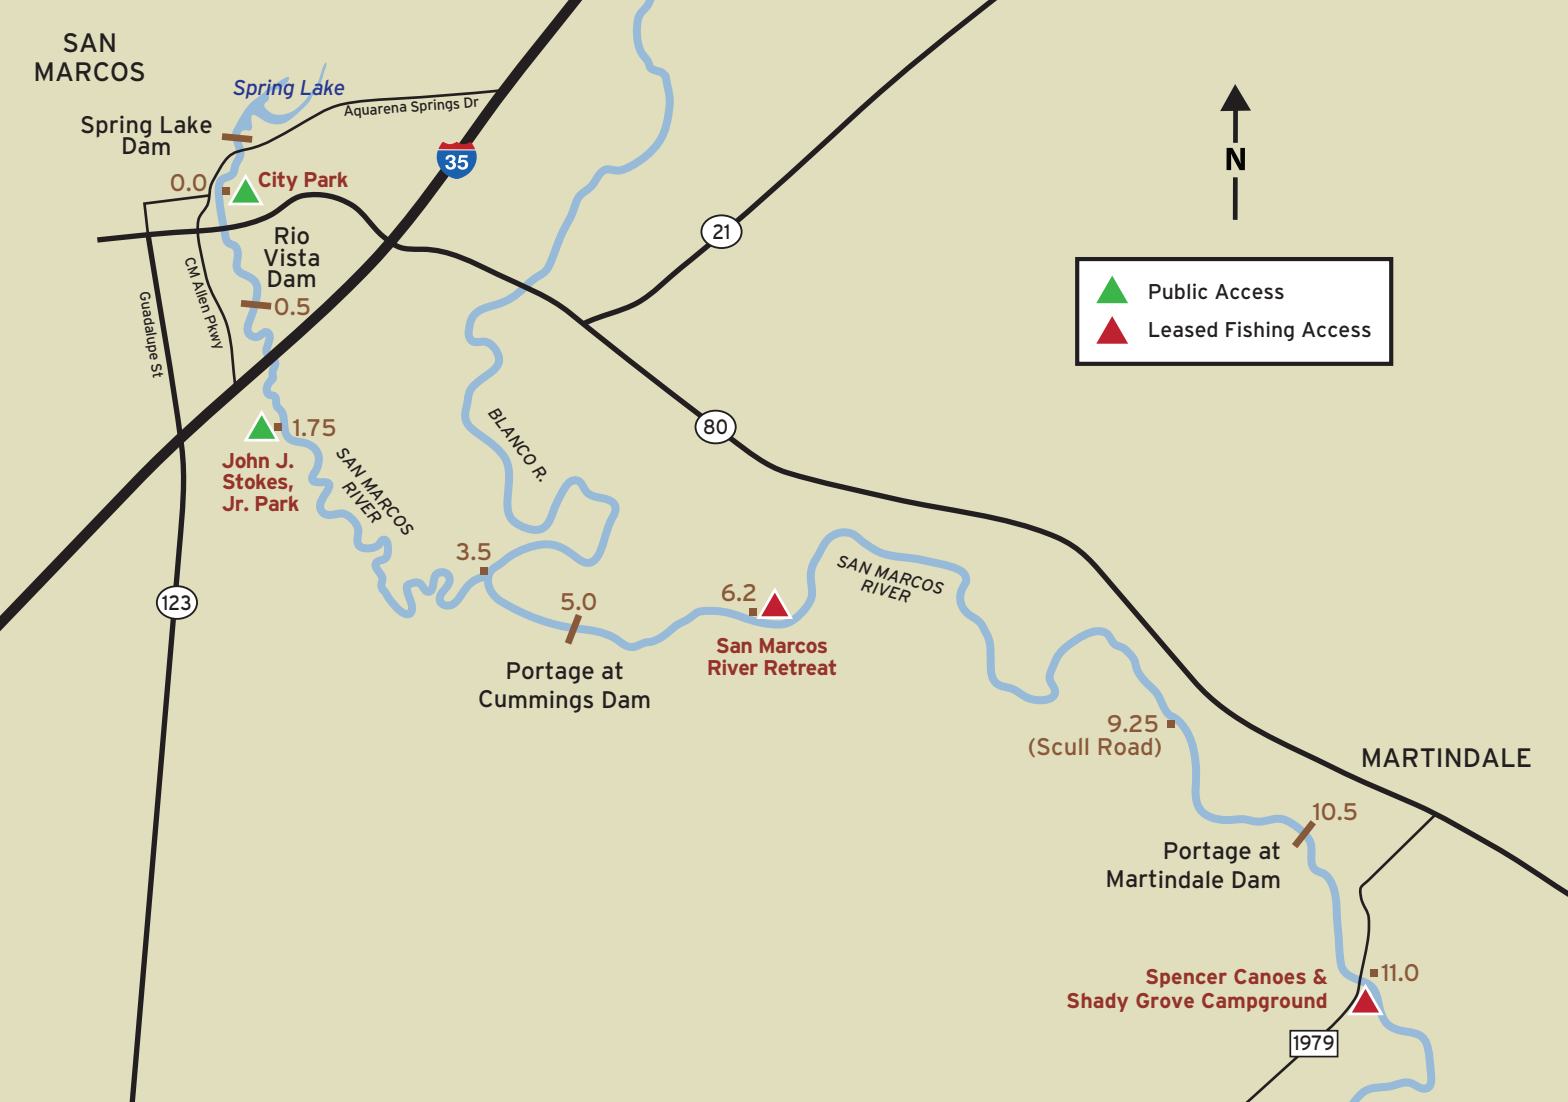 SAN
MARCOS
Spring Lake
Aquarena Springs Dr
Spring Lake
Dam
35
0.0
City Park
N
21
Rio
Vista
Dam
0.5
CM Allen Pkwy
Guadalupe St
Public Access
Leased Fishing Access
80
1.75
John J.
Stokes,
Jr. Park
SAN MARCOS
RIVER
BLANCO R.
3.5
123
5.0
Portage at
Cummings Dam
6.2
San Marcos
River Retreat
SAN MARCOS
RIVER
9.25
(Scull Road)
MARTINDALE
10.5
Portage at
Martindale Dam
11.0
Spencer Canoes &
Shady Grove Campground
1979